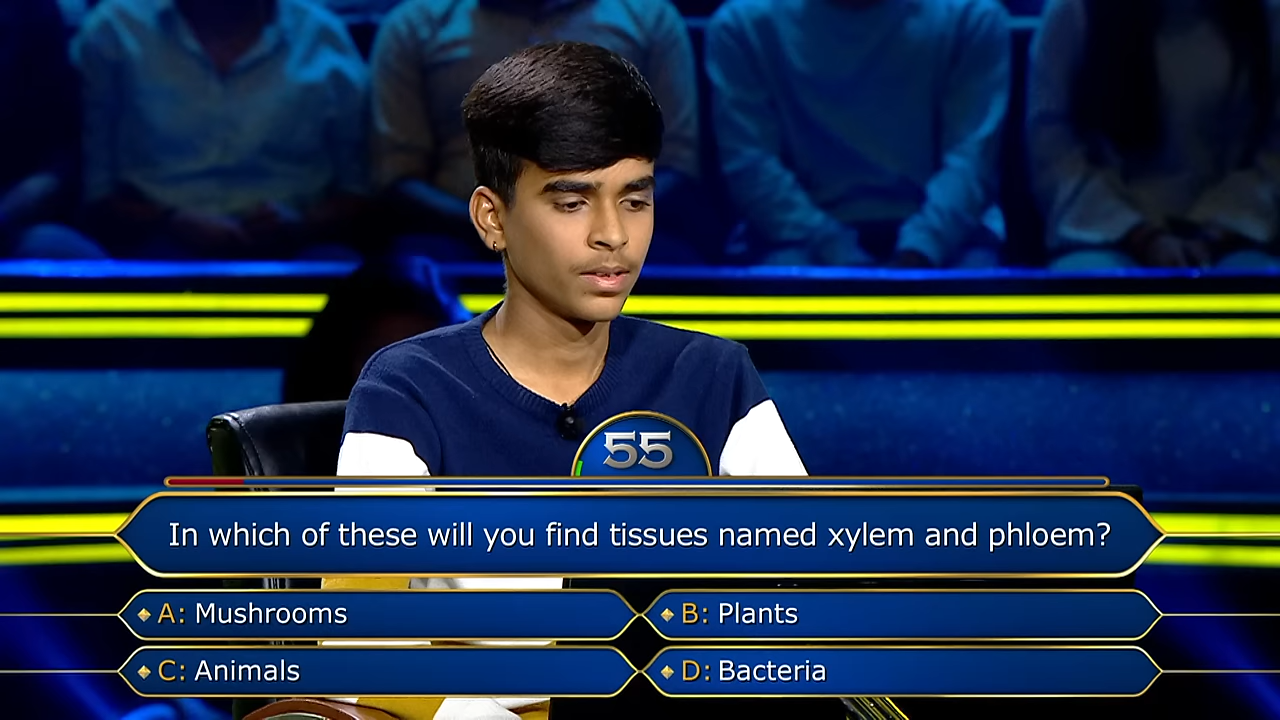 55
In which of these will you find tissues named xylem and phloem?
A: Mushrooms
B: Plants
C: Animals
D: Bacteria